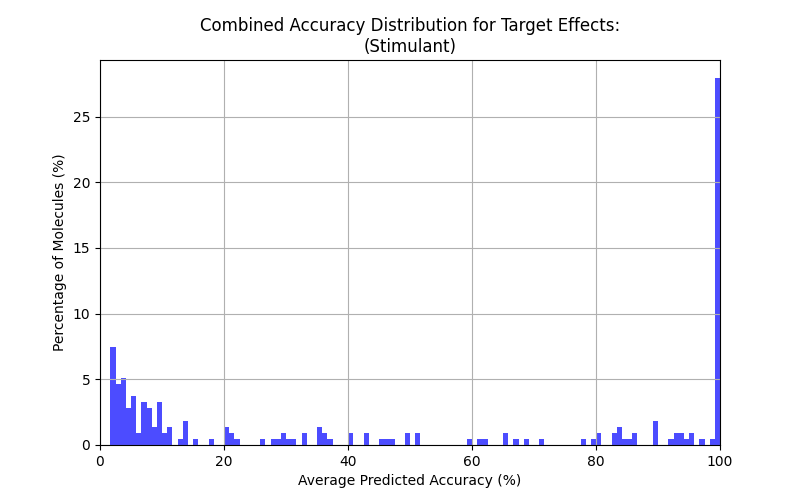 Combined Accuracy Distribution for Target Effects:
(Stimulant)
Percentage of Molecules (%)
25
20
15
10
5
0
0 20 40 60 80 100
Average Predicted Accuracy (%)